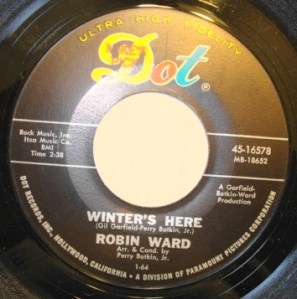 ULTRA HIGH FIDELITY
Dot
®
Rock Music, Inc.
Itza Music Co.
BMI
Time 2:38
45-16578
MB-18652
A Garfield-
Botkin-Ward
Production
WINTER'S HERE
(Gil Garfield-Perry Botkin, Jr.)
ROBIN WARD
Arr. & Cond. by
Perry Botkin, Jr.
1-64
DOT RECORDS, INC., HOLLYWOOD, CALIFORNIA - A DIVISION OF PARAMOUNT PICTURES CORPORATION